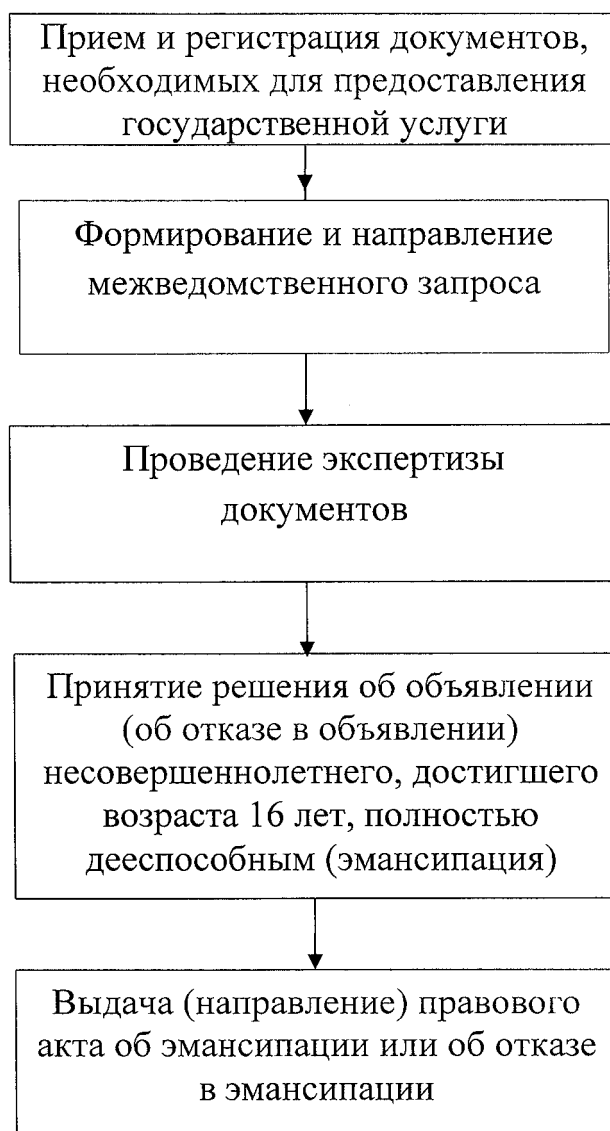 Прием и регистрация документов,
необходимых для предоставления
государственной услуги
Формирование и направление
межведомственного запроса
Проведение экспертизы
документов
Принятие решения об объявлении
(об отказе в объявлении)
несовершеннолетнего, достигшего
возраста 16 лет, полностью
дееспособным (эмансипация)
Выдача (направление) правового
акта об эмансипации или об отказе
в эмансипации